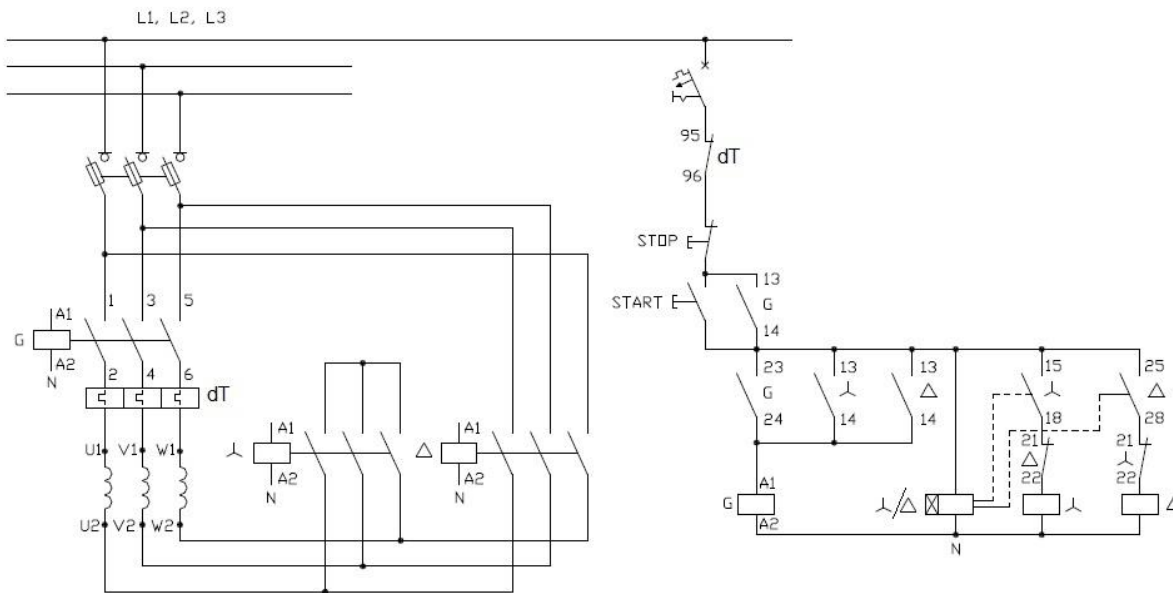 L1, L2, L3
95
dT
96
STOP
13
START
G
14
1 3 5
A1
G
A2
N
2 4 6
dT
23 13 13 15 25
G
24 14 14 18 28
21 21
22 22
U1 V1 W1
A1 A1
A2 A2
N N
U2 V2 W2
A1
G
A2
/
N